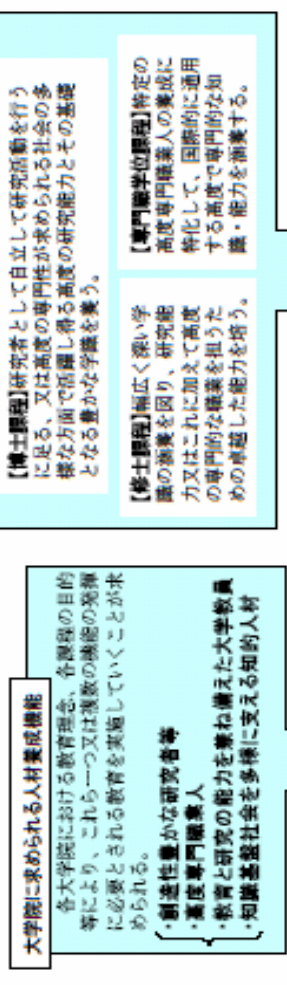 大学院に求められる人材養成機能
各大学院における教育理念、各課程の目的
等により、これら一つ又は複数の機能の発揮
に必要とされる教育を実施していくことが求
められる。
・創造性豊かな研究者等
・高度専門職業人
・教育と研究の能力を兼ね備えた大学教員
・知識基盤社会を多様に支える知的人材
【博士課程】研究者として自立して研究活動を行う
に足る、又は高度の専門性が求められる社会の多
様な方面で活躍し得る高度の研究能力とその基礎
となる豊かな学識を養う。
【修士課程】幅広く深い学
識の涵養を図り、研究能
力又はこれに加えて高度
の専門的な職業を担うた
めの卓越した能力を培う。
【専門職学位課程】特定の
高度専門職業人の養成に
特化して、国際的に通用
する高度で専門的な知
識・能力を涵養する。